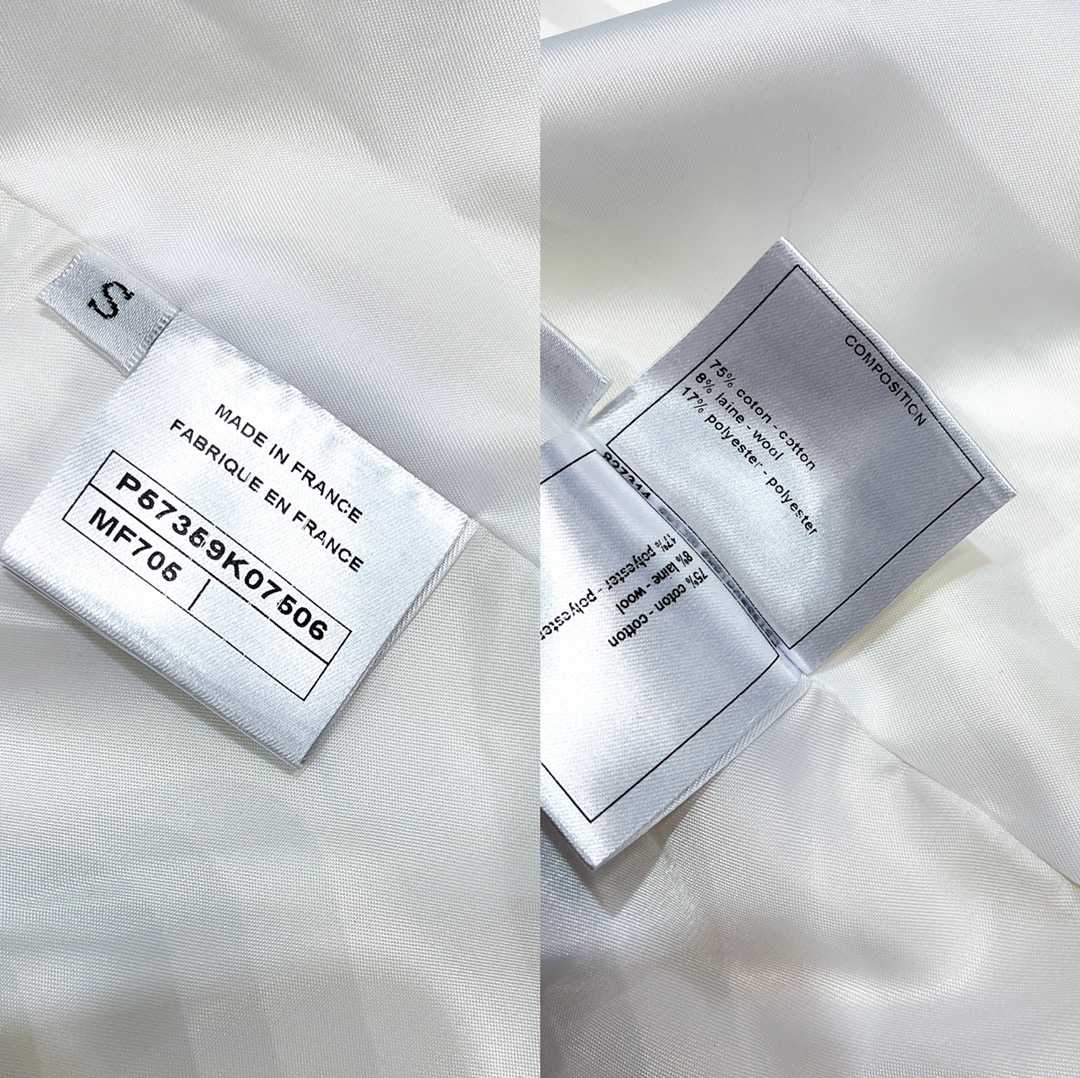 S
MADE IN FRANCE
FABRIQUE EN FRANCE
P57359K07506
MF705
COMPOSITION
75% coton - cotton
8% laine - wool
17% polyester - polyester
75% coton - cotton
8% laine - wool
17% polyester - polyeste